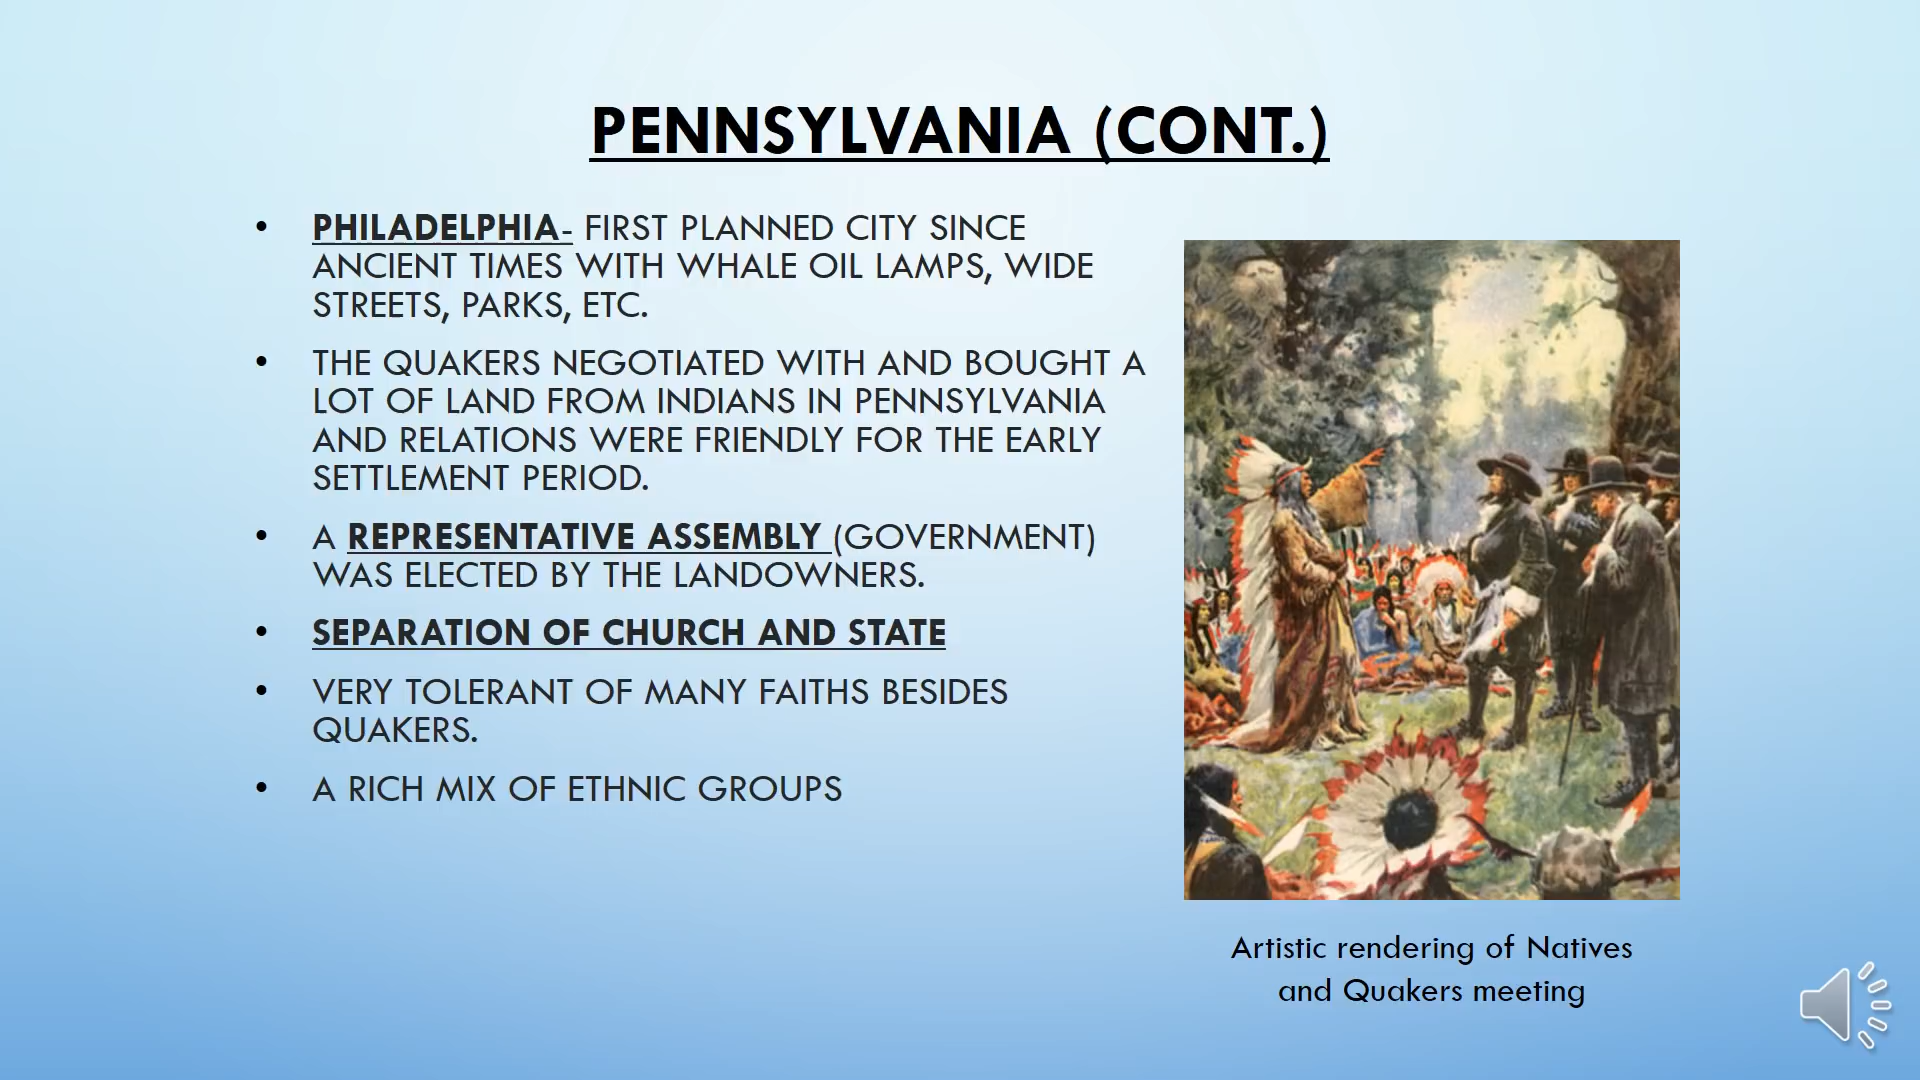 PENNSYLVANIA (CONT.)
• PHILADELPHIA- FIRST PLANNED CITY SINCE
ANCIENT TIMES WITH WHALE OIL LAMPS, WIDE
STREETS, PARKS, ETC.
• THE QUAKERS NEGOTIATED WITH AND BOUGHT A
LOT OF LAND FROM INDIANS IN PENNSYLVANIA
AND RELATIONS WERE FRIENDLY FOR THE EARLY
SETTLEMENT PERIOD.
• A REPRESENTATIVE ASSEMBLY (GOVERNMENT)
WAS ELECTED BY THE LANDOWNERS.
• SEPARATION OF CHURCH AND STATE
• VERY TOLERANT OF MANY FAITHS BESIDES
QUAKERS.
• A RICH MIX OF ETHNIC GROUPS
Artistic rendering of Natives
and Quakers meeting